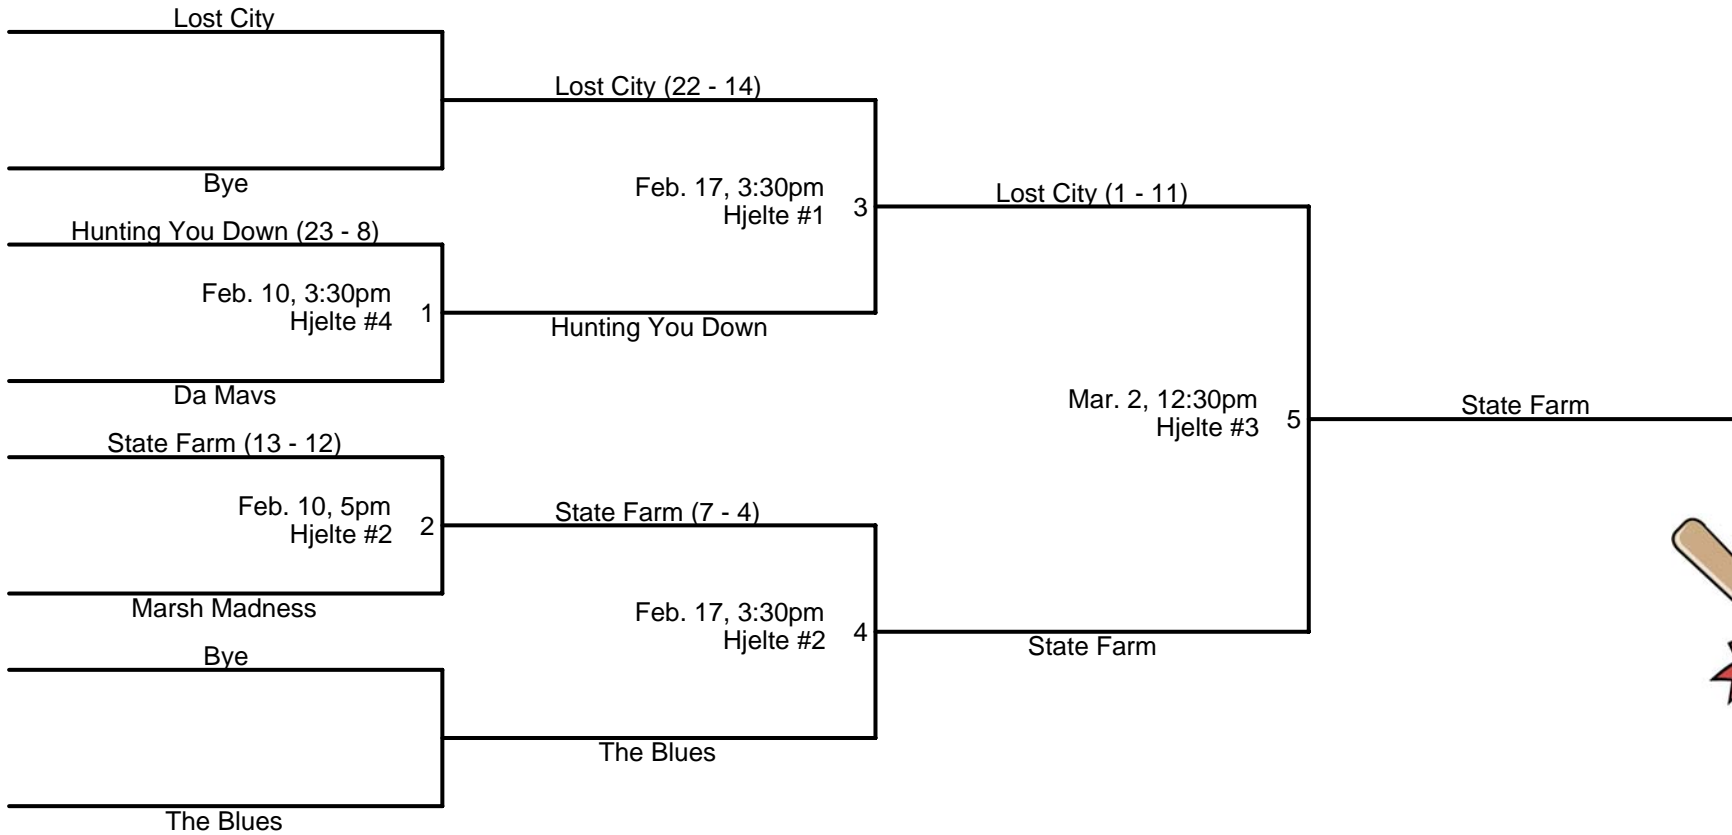 Lost City
Lost City (22 - 14)
Bye
Feb. 17, 3:30pm
Hjelte #1
3
Lost City (1 - 11)
Hunting You Down (23 - 8)
Feb. 10, 3:30pm
Hjelte #4
1
Hunting You Down
Da Mavs
Mar. 2, 12:30pm
Hjelte #3
5
State Farm
State Farm (13 - 12)
Feb. 10, 5pm
Hjelte #2
2
State Farm (7 - 4)
Marsh Madness
Feb. 17, 3:30pm
Hjelte #2
4
State Farm
Bye
The Blues
The Blues